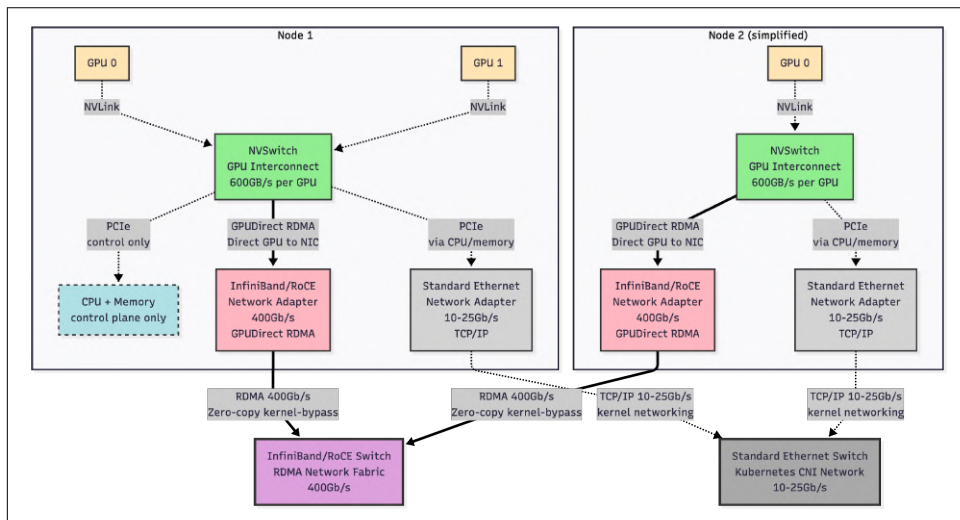 Node 1
Node 2 (simplified)
GPU 0
GPU 1
GPU 0
NVLink
NVLink
NVLink
NVSwitch
GPU Interconnect
600GB/s per GPU
NVSwitch
GPU Interconnect
600GB/s per GPU
PCIe
control only
GPUDirect RDMA
Direct GPU to NIC
PCIe
via CPU/memory
GPUDirect RDMA
Direct GPU to NIC
PCIe
via CPU/memory
CPU + Memory
control plane only
InfiniBand/RoCE
Network Adapter
400Gb/s
GPUDirect RDMA
Standard Ethernet
Network Adapter
10-25Gb/s
TCP/IP
InfiniBand/RoCE
Network Adapter
400Gb/s
GPUDirect RDMA
Standard Ethernet
Network Adapter
10-25Gb/s
TCP/IP
RDMA 400Gb/s
Zero-copy kernel-bypass
RDMA 400Gb/s
Zero-copy kernel-bypass
TCP/IP 10-25Gb/s
kernel networking
TCP/IP 10-25Gb/s
kernel networking
InfiniBand/RoCE Switch
RDMA Network Fabric
400Gb/s
Standard Ethernet Switch
Kubernetes CNI Network
10-25Gb/s